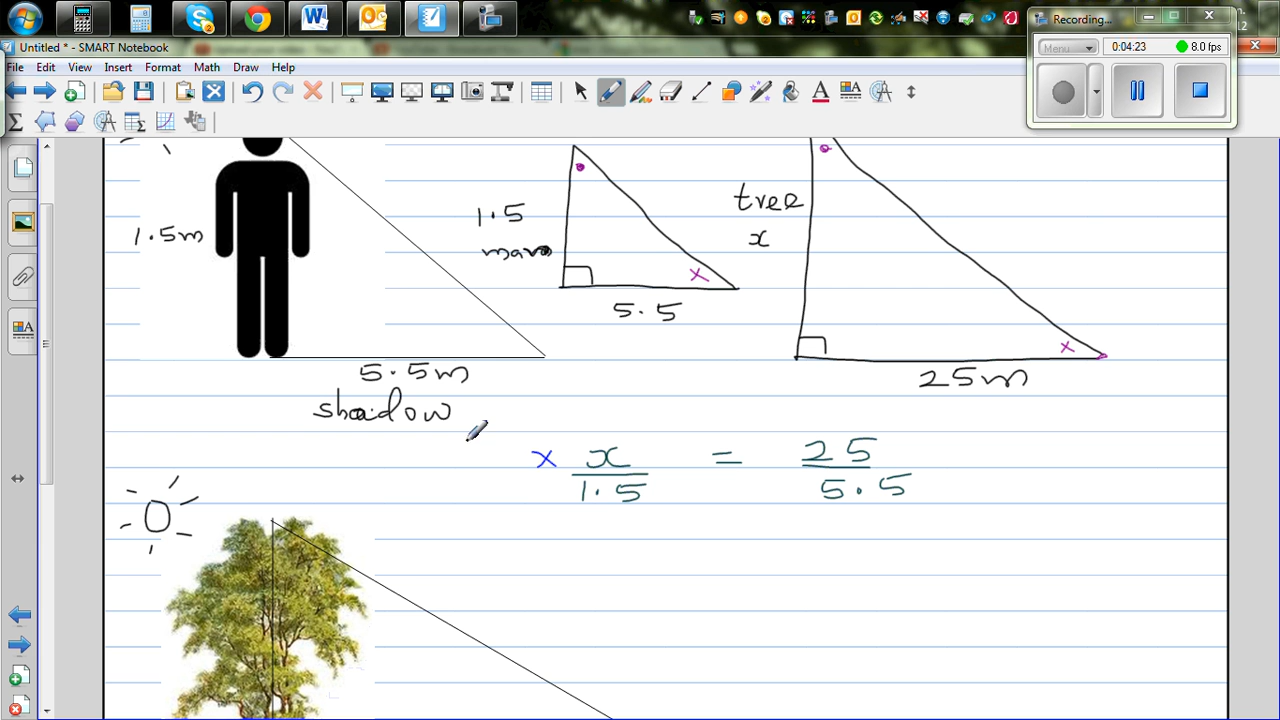 Untitled * - SMART Notebook
File Edit View Insert Format Math Draw Help
Recording...
Menu 0:04:23 8.0 fps
1.5m
5.5m
shadow
1.5
man
5.5
tree
x
25m
x
x
x x/1.5 = 25/5.5